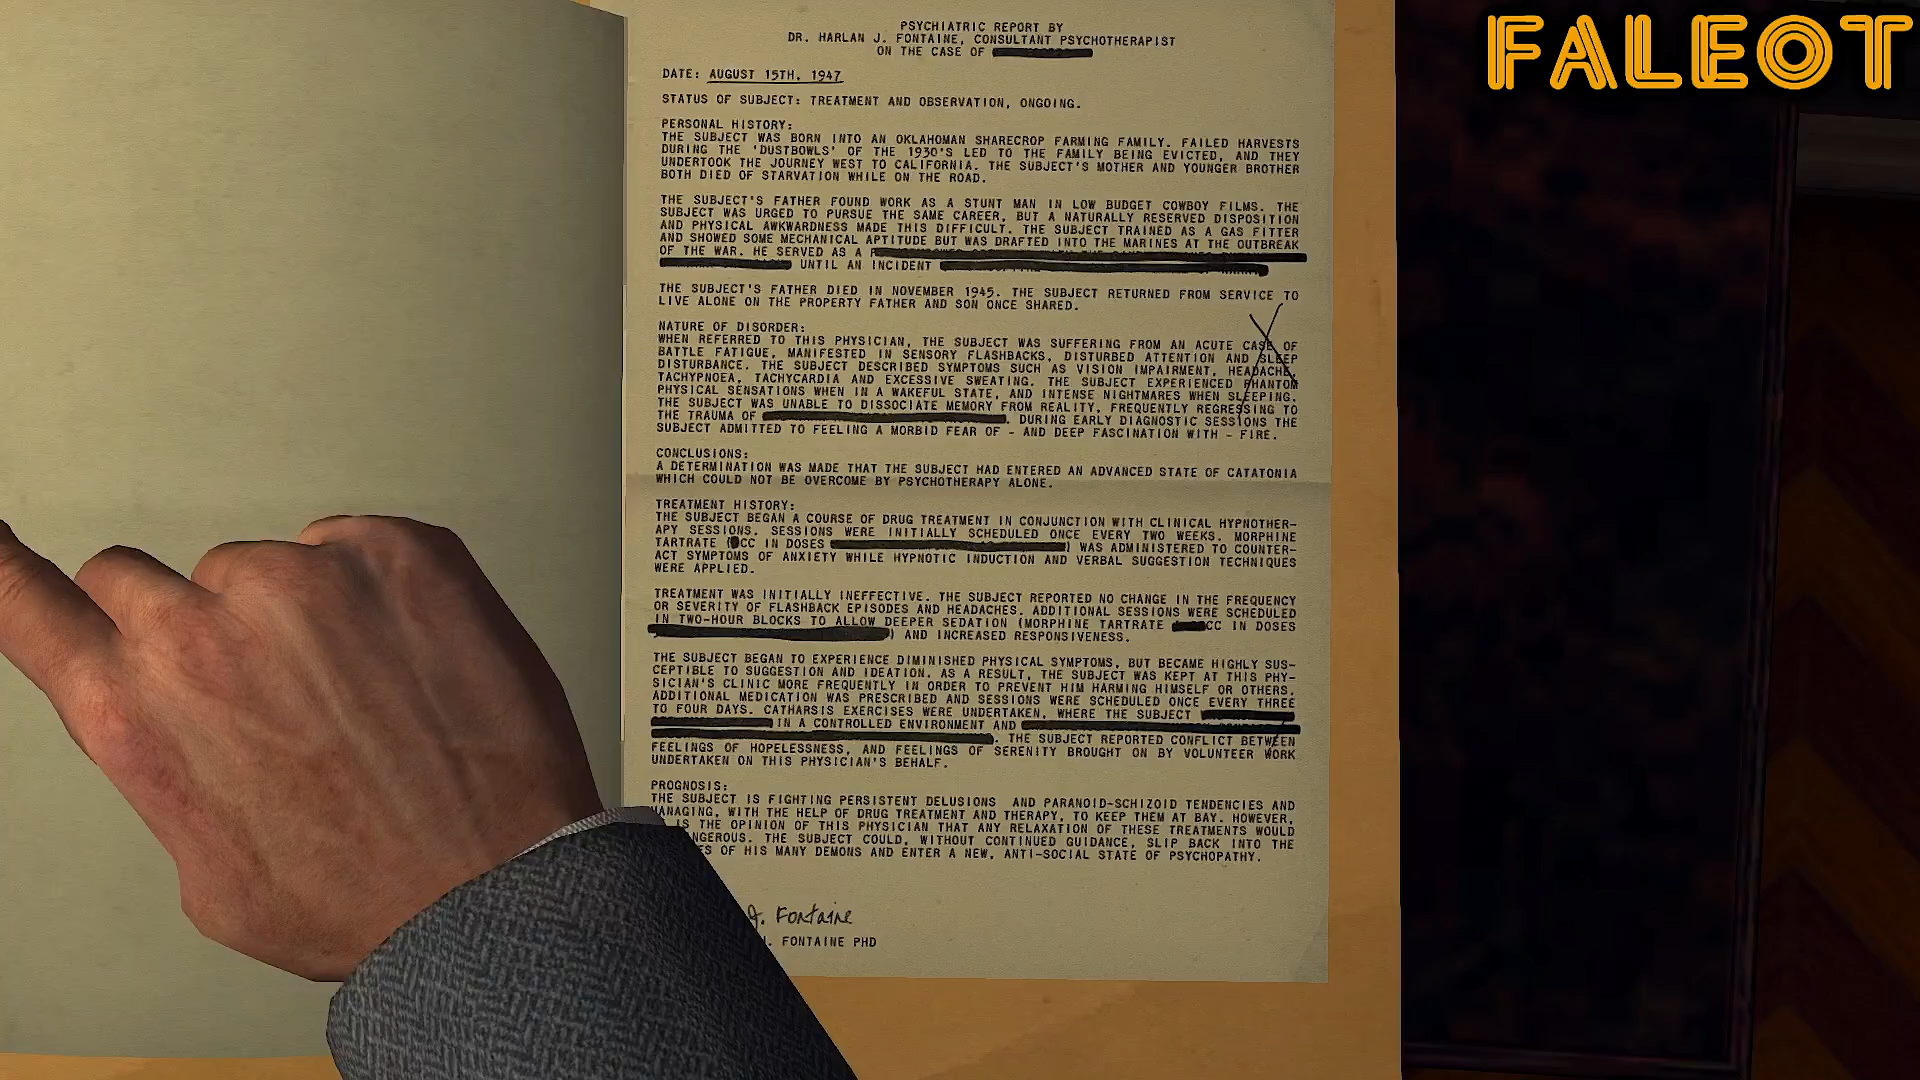 PSYCHIATRIC REPORT BY
DR. HARLAN J. FONTAINE, CONSULTANT PSYCHOTHERAPIST
ON THE CASE OF
FALEOT
DATE: AUGUST 15TH, 1947
STATUS OF SUBJECT: TREATMENT AND OBSERVATION, ONGOING.
PERSONAL HISTORY:
THE SUBJECT WAS BORN INTO AN OKLAHOMAN SHARECROP FARMING FAMILY. FAILED HARVESTS
DURING THE 'DUSTBOWLS' OF THE 1930'S LED TO THE FAMILY BEING EVICTED, AND THEY
UNDERTOOK THE JOURNEY WEST TO CALIFORNIA. THE SUBJECT'S MOTHER AND YOUNGER BROTHER
BOTH DIED OF STARVATION WHILE ON THE ROAD.
THE SUBJECT'S FATHER FOUND WORK AS A STUNT MAN IN LOW BUDGET COWBOY FILMS. THE
SUBJECT WAS URGED TO PURSUE THE SAME CAREER, BUT A NATURALLY RESERVED DISPOSITION
AND PHYSICAL AWKWARDNESS MADE THIS DIFFICULT. THE SUBJECT TRAINED AS A GAS FITTER
AND SHOWED SOME MECHANICAL APTITUDE BUT WAS DRAFTED INTO THE MARINES AT THE OUTBREAK
OF THE WAR. HE SERVED AS A
UNTIL AN INCIDENT
THE SUBJECT'S FATHER DIED IN NOVEMBER 1945. THE SUBJECT RETURNED FROM SERVICE TO
LIVE ALONE ON THE PROPERTY FATHER AND SON ONCE SHARED.
NATURE OF DISORDER:
WHEN REFERRED TO THIS PHYSICIAN, THE SUBJECT WAS SUFFERING FROM AN ACUTE CASE OF
BATTLE FATIGUE, MANIFESTED IN SENSORY FLASHBACKS, DISTURBED ATTENTION AND SLEEP
DISTURBANCE. THE SUBJECT DESCRIBED SYMPTOMS SUCH AS VISION IMPAIRMENT, HEADACHE,
TACHYPNOEA, TACHYCARDIA AND EXCESSIVE SWEATING. THE SUBJECT EXPERIENCED PHANTOM
PHYSICAL SENSATIONS WHEN IN A WAKEFUL STATE, AND INTENSE NIGHTMARES WHEN SLEEPING.
THE SUBJECT WAS UNABLE TO DISSOCIATE MEMORY FROM REALITY, FREQUENTLY REGRESSING TO
THE TRAUMA OF . DURING EARLY DIAGNOSTIC SESSIONS THE
SUBJECT ADMITTED TO FEELING A MORBID FEAR OF - AND DEEP FASCINATION WITH - FIRE.
CONCLUSIONS:
A DETERMINATION WAS MADE THAT THE SUBJECT HAD ENTERED AN ADVANCED STATE OF CATATONIA
WHICH COULD NOT BE OVERCOME BY PSYCHOTHERAPY ALONE.
TREATMENT HISTORY:
THE SUBJECT BEGAN A COURSE OF DRUG TREATMENT IN CONJUNCTION WITH CLINICAL HYPNOTHER-
APY SESSIONS. SESSIONS WERE INITIALLY SCHEDULED ONCE EVERY TWO WEEKS. MORPHINE
TARTRATE ( CC IN DOSES ) WAS ADMINISTERED TO COUNTER-
ACT SYMPTOMS OF ANXIETY WHILE HYPNOTIC INDUCTION AND VERBAL SUGGESTION TECHNIQUES
WERE APPLIED.
TREATMENT WAS INITIALLY INEFFECTIVE. THE SUBJECT REPORTED NO CHANGE IN THE FREQUENCY
OR SEVERITY OF FLASHBACK EPISODES AND HEADACHES. ADDITIONAL SESSIONS WERE SCHEDULED
IN TWO-HOUR BLOCKS TO ALLOW DEEPER SEDATION (MORPHINE TARTRATE CC IN DOSES
) AND INCREASED RESPONSIVENESS.
THE SUBJECT BEGAN TO EXPERIENCE DIMINISHED PHYSICAL SYMPTOMS, BUT BECAME HIGHLY SUS-
CEPTIBLE TO SUGGESTION AND IDEATION. AS A RESULT, THE SUBJECT WAS KEPT AT THIS PHY-
SICIAN'S CLINIC MORE FREQUENTLY IN ORDER TO PREVENT HIM HARMING HIMSELF OR OTHERS.
ADDITIONAL MEDICATION WAS PRESCRIBED AND SESSIONS WERE SCHEDULED ONCE EVERY THREE
TO FOUR DAYS. CATHARSIS EXERCISES WERE UNDERTAKEN, WHERE THE SUBJECT
IN A CONTROLLED ENVIRONMENT AND
. THE SUBJECT REPORTED CONFLICT BETWEEN
FEELINGS OF HOPELESSNESS, AND FEELINGS OF SERENITY BROUGHT ON BY VOLUNTEER WORK
UNDERTAKEN ON THIS PHYSICIAN'S BEHALF.
PROGNOSIS:
THE SUBJECT IS FIGHTING PERSISTENT DELUSIONS AND PARANOID-SCHIZOID TENDENCIES AND
MANAGING, WITH THE HELP OF DRUG TREATMENT AND THERAPY, TO KEEP THEM AT BAY. HOWEVER,
IS THE OPINION OF THIS PHYSICIAN THAT ANY RELAXATION OF THESE TREATMENTS WOULD
ANGEROUS. THE SUBJECT COULD, WITHOUT CONTINUED GUIDANCE, SLIP BACK INTO THE
ES OF HIS MANY DEMONS AND ENTER A NEW, ANTI-SOCIAL STATE OF PSYCHOPATHY.
J. Fontaine
FONTAINE PHD